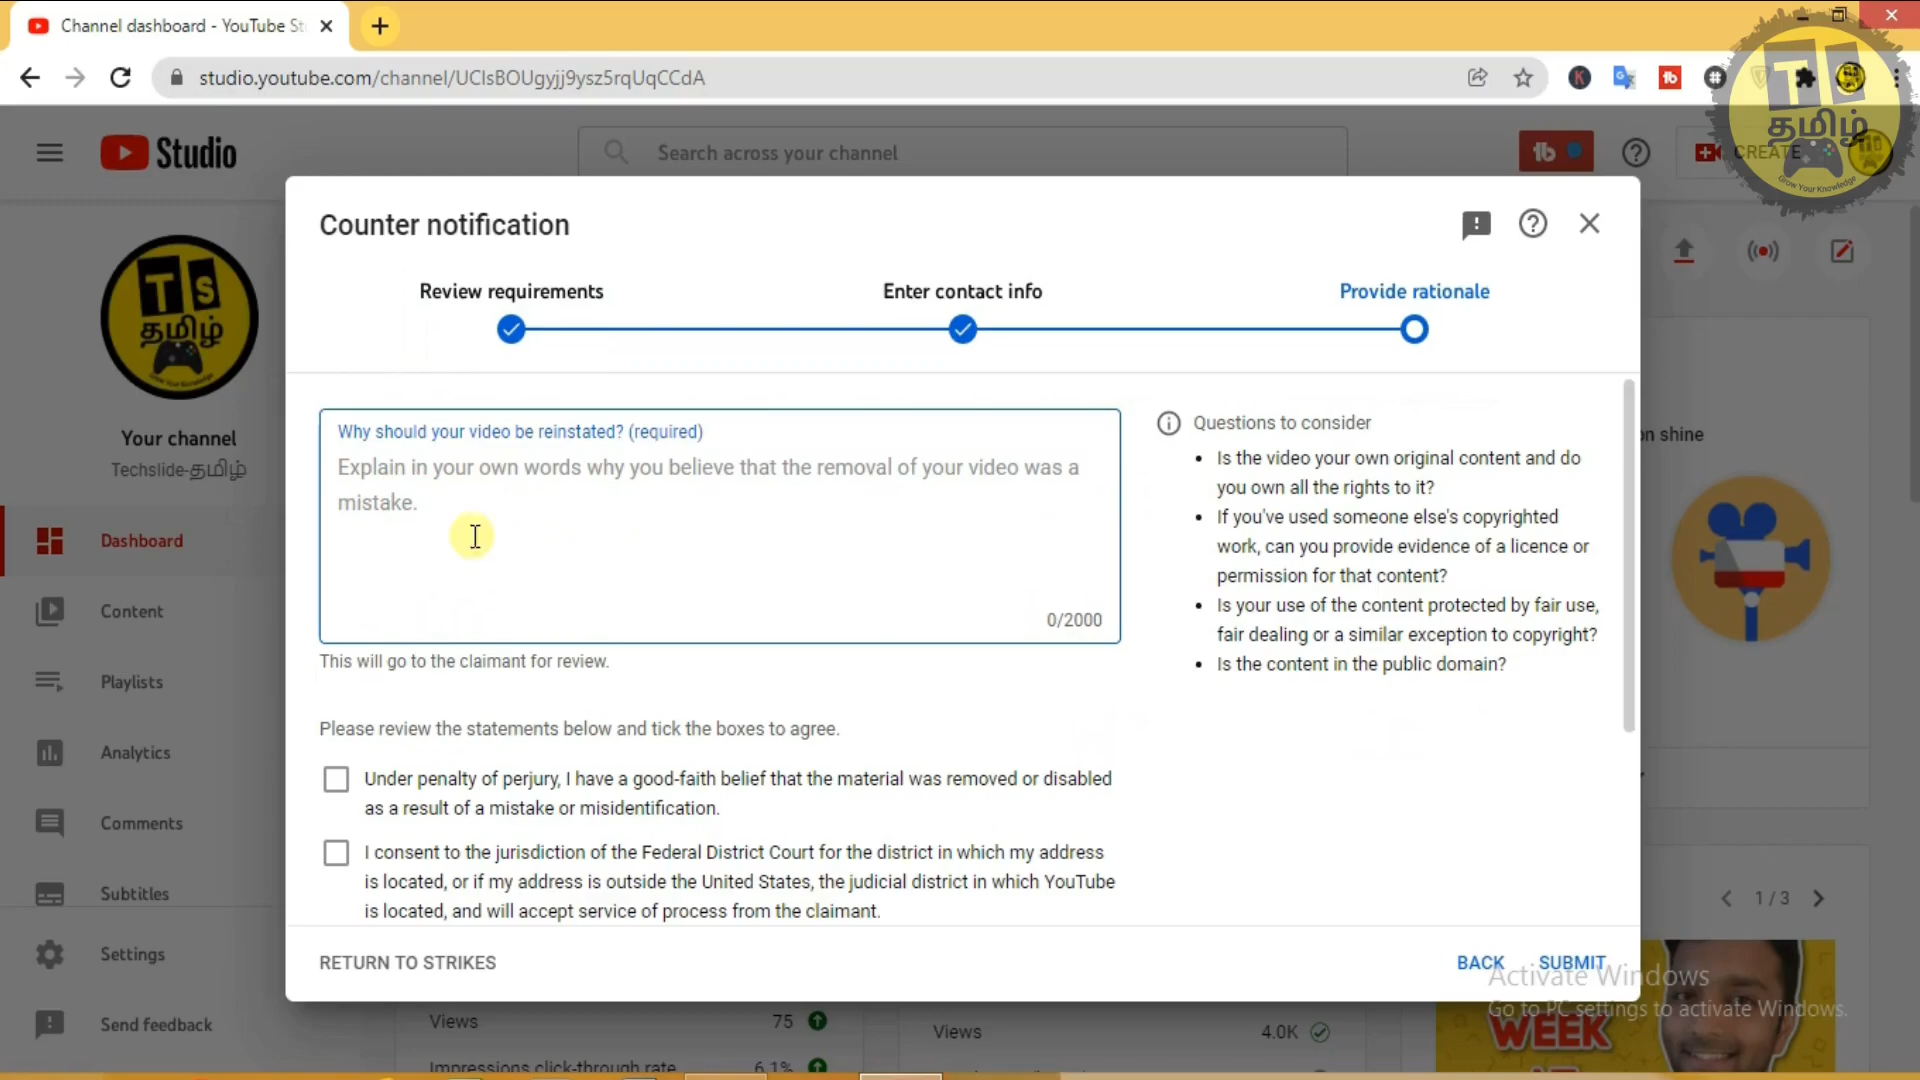 Channel dashboard - YouTube St
studio.youtube.com/channel/UCIsBOUgyjj9ysz5rqUqCCdA
Studio
Search across your channel
CREATE
TS
தமிழ்
Grow Your Knowledge
Counter notification
Review requirements
Enter contact info
Provide rationale
Why should your video be reinstated? (required)
Explain in your own words why you believe that the removal of your video was a
mistake.
0/2000
This will go to the claimant for review.
Questions to consider
Is the video your own original content and do
you own all the rights to it?
If you've used someone else's copyrighted
work, can you provide evidence of a licence or
permission for that content?
Is your use of the content protected by fair use,
fair dealing or a similar exception to copyright?
Is the content in the public domain?
Please review the statements below and tick the boxes to agree.
Under penalty of perjury, I have a good-faith belief that the material was removed or disabled
as a result of a mistake or misidentification.
I consent to the jurisdiction of the Federal District Court for the district in which my address
is located, or if my address is outside the United States, the judicial district in which YouTube
is located, and will accept service of process from the claimant.
RETURN TO STRIKES
BACK
SUBMIT
TS
தமிழ்
Your channel
Techslide-தமிழ்
Dashboard
Content
Playlists
Analytics
Comments
Subtitles
Settings
Send feedback
on shine
1 / 3
Activate Windows
Go to PC settings to activate Windows.
WEEK
Views
75
Views
4.0K
Impressions click-through rate
6.1%